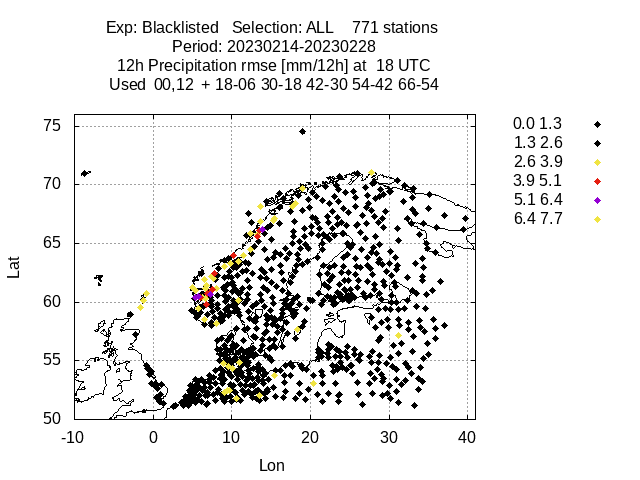 Exp: Blacklisted   Selection: ALL    771 stations
Period: 20230214-20230228
12h Precipitation rmse [mm/12h] at  18 UTC
Used  00,12  + 18-06 30-18 42-30 54-42 66-54
0.0 1.3
1.3 2.6
2.6 3.9
3.9 5.1
5.1 6.4
6.4 7.7
75
70
65
60
55
50
Lat
-10 0 10 20 30 40
Lon